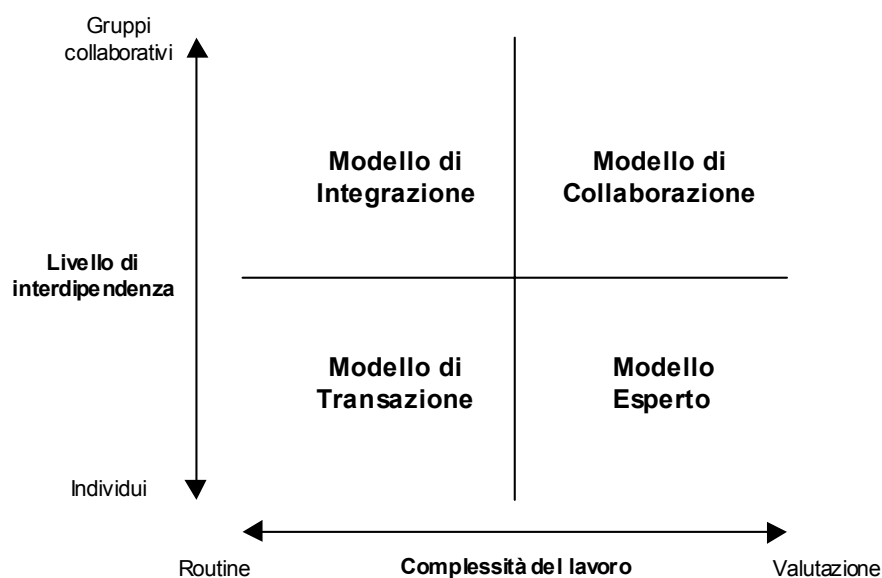 Gruppi
collaborativi
Modello di
Integrazione
Modello di
Collaborazione
Livello di
interdipendenza
Modello di
Transazione
Modello
Esperto
Individui
Routine
Complessità del lavoro
Valutazione